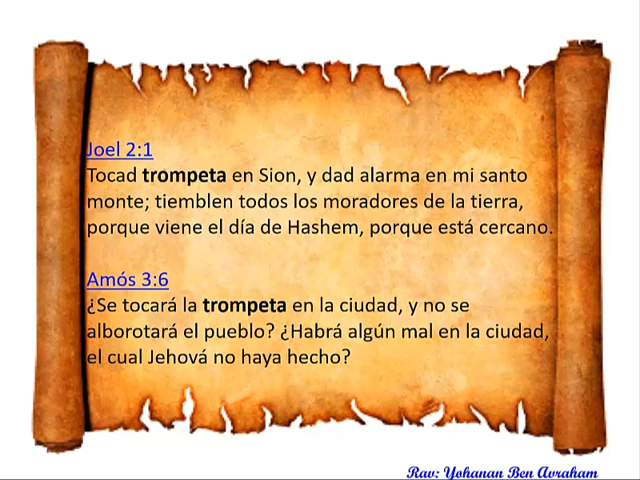 Joel 2:1
Tocad trompeta en Sion, y dad alarma en mi santo
monte; tiemblen todos los moradores de la tierra,
porque viene el día de Hashem, porque está cercano.
Amós 3:6
¿Se tocará la trompeta en la ciudad, y no se
alborotará el pueblo? ¿Habrá algún mal en la ciudad,
el cual Jehová no haya hecho?
Rav: Yohanan Ben Avraham